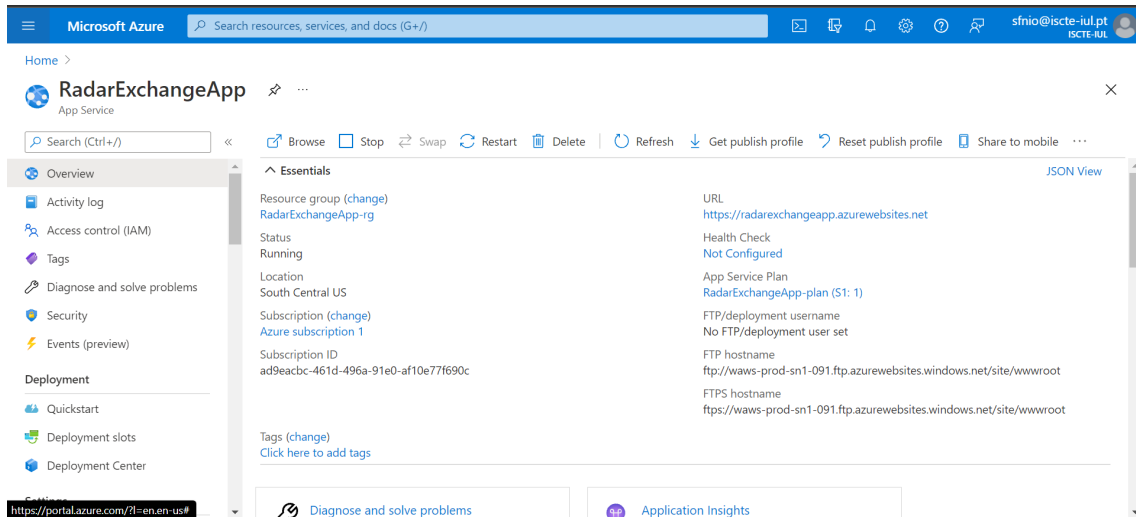 Microsoft Azure
Search resources, services, and docs (G+/)
sfnio@iscte-iul.pt
ISCTE-IUL
Home >
RadarExchangeApp
App Service
Search (Ctrl+/)
«
Browse Stop Swap Restart Delete Refresh Get publish profile Reset publish profile Share to mobile ...
Overview
Activity log
Access control (IAM)
Tags
Diagnose and solve problems
Security
Events (preview)
Deployment
Quickstart
Deployment slots
Deployment Center
Settings
https://portal.azure.com/?l=en.en-us#
Essentials
JSON View
Resource group (change)
RadarExchangeApp-rg
Status
Running
Location
South Central US
Subscription (change)
Azure subscription 1
Subscription ID
ad9eacbc-461d-496a-91e0-af10e77f690c
URL
https://radarexchangeapp.azurewebsites.net
Health Check
Not Configured
App Service Plan
RadarExchangeApp-plan (S1: 1)
FTP/deployment username
No FTP/deployment user set
FTP hostname
ftp://waws-prod-sn1-091.ftp.azurewebsites.windows.net/site/wwwroot
FTPS hostname
ftps://waws-prod-sn1-091.ftp.azurewebsites.windows.net/site/wwwroot
Tags (change)
Click here to add tags
Diagnose and solve problems
Application Insights